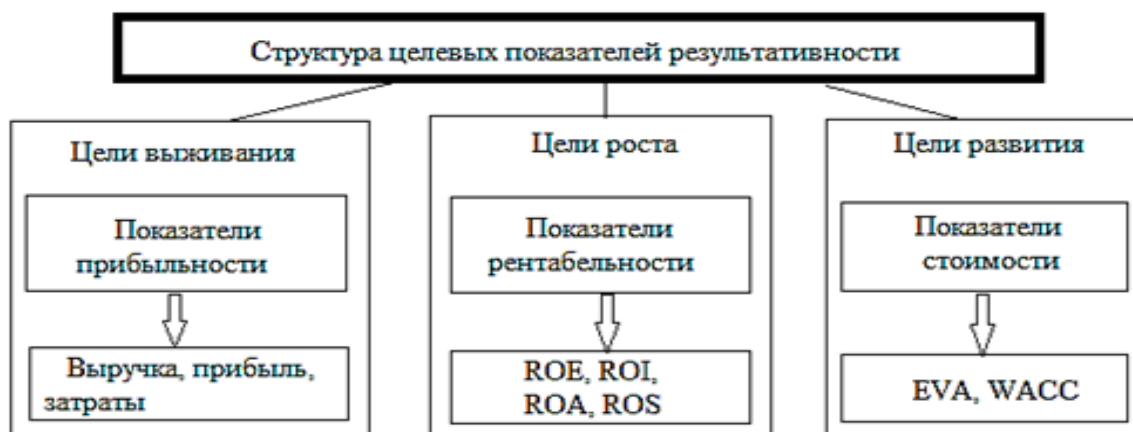 Структура целевых показателей результативности
Цели выживания
Показатели
прибыльности
Выручка, прибыль,
затраты
Цели роста
Показатели
рентабельности
ROE, ROI,
ROA, ROS
Цели развития
Показатели
стоимости
EVA, WACC